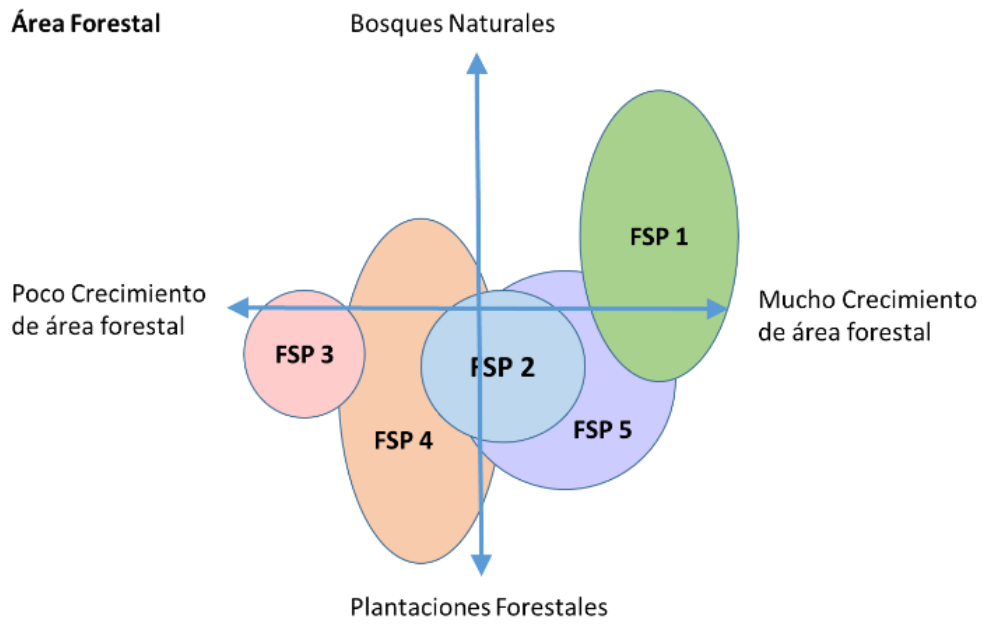 Área Forestal
Bosques Naturales
FSP 1
Poco Crecimiento
de área forestal
Mucho Crecimiento
de área forestal
FSP 3
FSP 2
FSP 4
FSP 5
Plantaciones Forestales